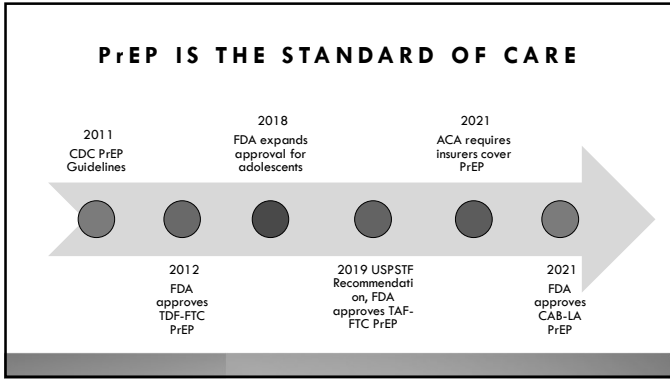 PrEP IS THE STANDARD OF CARE
2011
CDC PrEP
Guidelines
2012
FDA
approves
TDF-FTC
PrEP
2018
FDA expands
approval for
adolescents
2019 USPSTF
Recommendati
on, FDA
approves TAF-
FTC PrEP
2021
ACA requires
insurers cover
PrEP
2021
FDA
approves
CAB-LA
PrEP